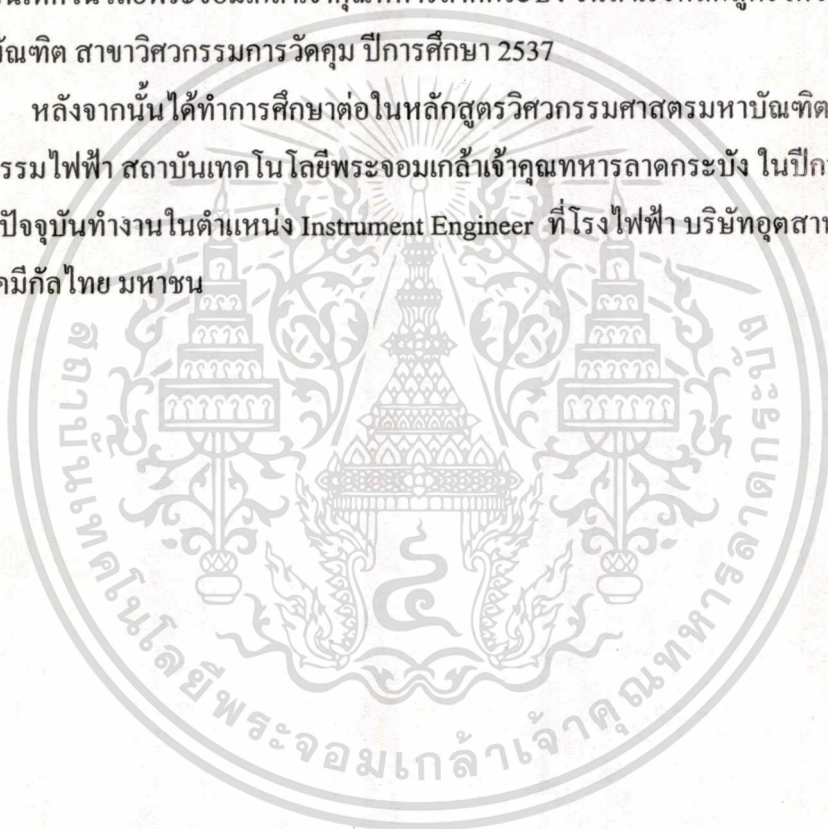 บัณฑิต สาขาวิศวกรรมการวัดคุม ปีการศึกษา 2537
หลังจากนั้นได้ทำการศึกษาต่อในหลักสูตรวิศวกรรมศาสตรมหาบัณฑิต
รรมไฟฟ้า สถาบันเทคโนโลยีพระจอมเกล้าเจ้าคุณทหารลาดกระบัง ในปีก
ปัจจุบันทำงานในตำแหน่ง Instrument Engineer ที่โรงไฟฟ้า บริษัทอุตสา
คมีกัลไทย มหาชน
สถาบันเทคโนโลยีพระจอมเกล้าเจ้าคุณทหารลาดกระบัง